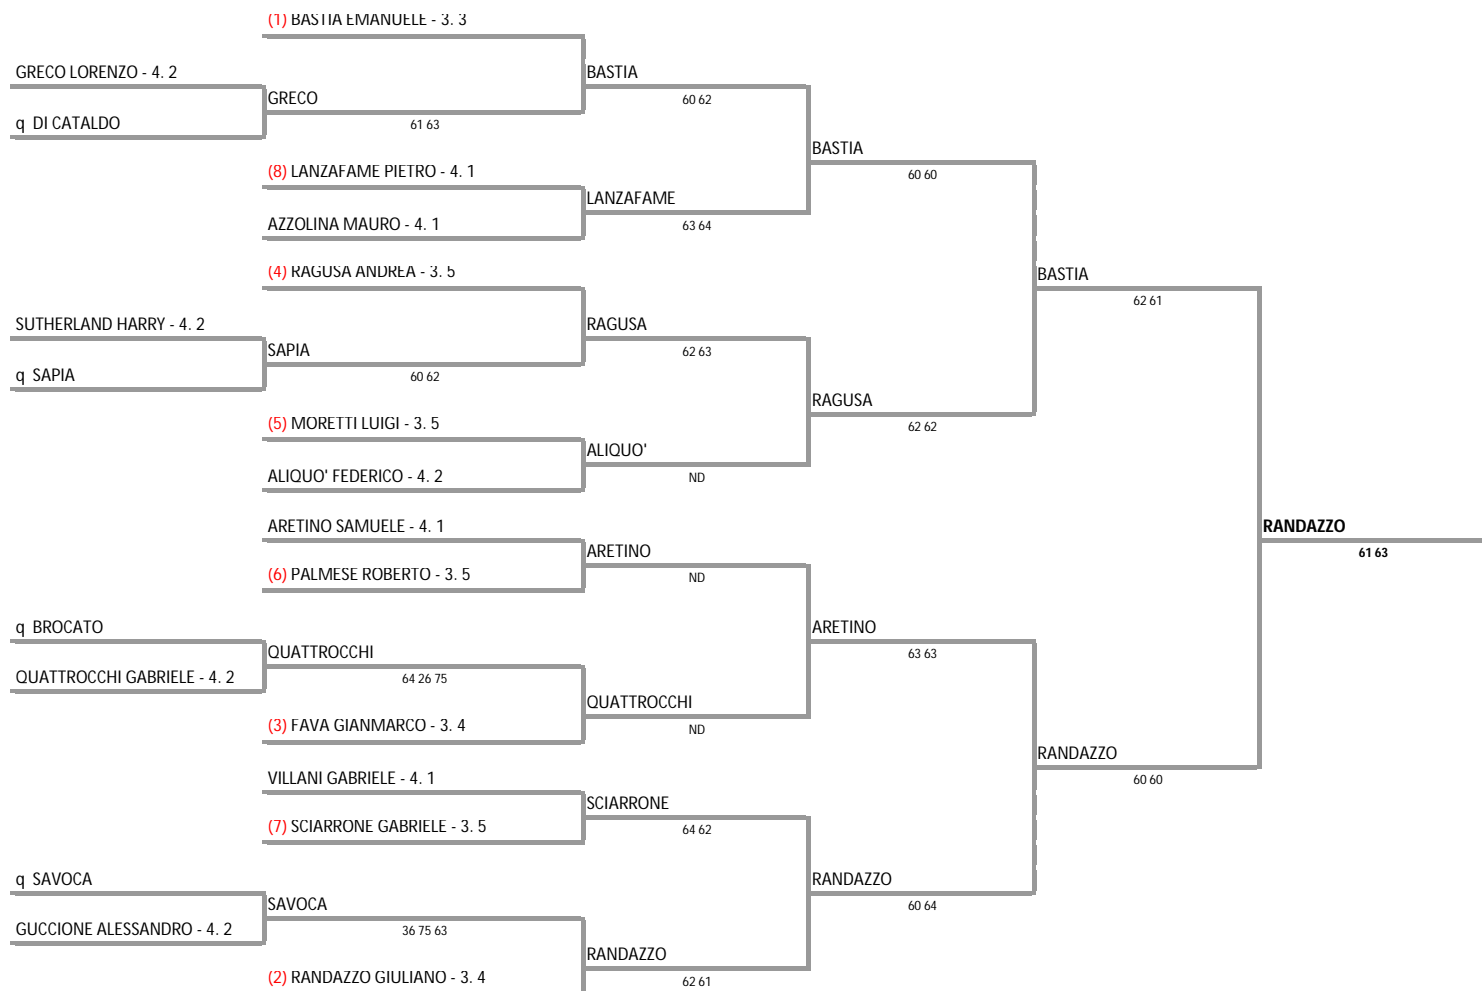 (1) BASTIA EMANUELE - 3. 3
GRECO LORENZO - 4. 2
BASTIA
GRECO
60 62
q DI CATALDO
61 63
BASTIA
(8) LANZAFAME PIETRO - 4. 1
60 60
LANZAFAME
AZZOLINA MAURO - 4. 1
63 64
(4) RAGUSA ANDREA - 3. 5
BASTIA
62 61
SUTHERLAND HARRY - 4. 2
RAGUSA
SAPIA
62 63
q SAPIA
60 62
RAGUSA
(5) MORETTI LUIGI - 3. 5
62 62
ALIQUO'
ALIQUO' FEDERICO - 4. 2
ND
ARETINO SAMUELE - 4. 1
RANDAZZO
ARETINO
61 63
(6) PALMESE ROBERTO - 3. 5
ND
q BROCATO
ARETINO
QUATTROCCHI
63 63
QUATTROCCHI GABRIELE - 4. 2
64 26 75
QUATTROCCHI
(3) FAVA GIANMARCO - 3. 4
ND
RANDAZZO
VILLANI GABRIELE - 4. 1
60 60
SCIARRONE
(7) SCIARRONE GABRIELE - 3. 5
64 62
q SAVOCA
RANDAZZO
SAVOCA
60 64
GUCCIONE ALESSANDRO - 4. 2
36 75 63
RANDAZZO
(2) RANDAZZO GIULIANO - 3. 4
62 61